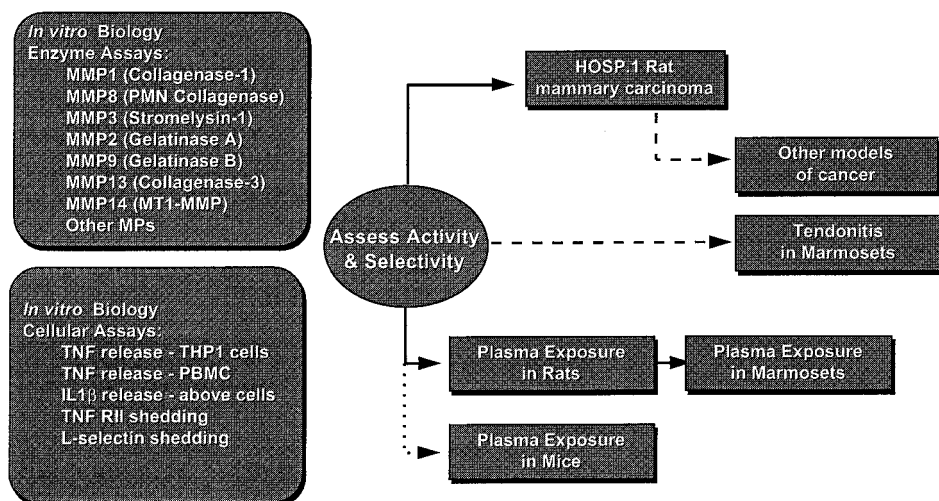 In vitro Biology
Enzyme Assays:
MMP1 (Collagenase-1)
MMP8 (PMN Collagenase)
MMP3 (Stromelysin-1)
MMP2 (Gelatinase A)
MMP9 (Gelatinase B)
MMP13 (Collagenase-3)
MMP14 (MT1-MMP)
Other MPs
In vitro Biology
Cellular Assays:
TNF release - THP1 cells
TNF release - PBMC
IL1β release - above cells
TNF RII shedding
L-selectin shedding
Assess Activity
& Selectivity
HOSP.1 Rat
mammary carcinoma
Other models
of cancer
Tendonitis
in Marmosets
Plasma Exposure
in Rats
Plasma Exposure
in Marmosets
Plasma Exposure
in Mice